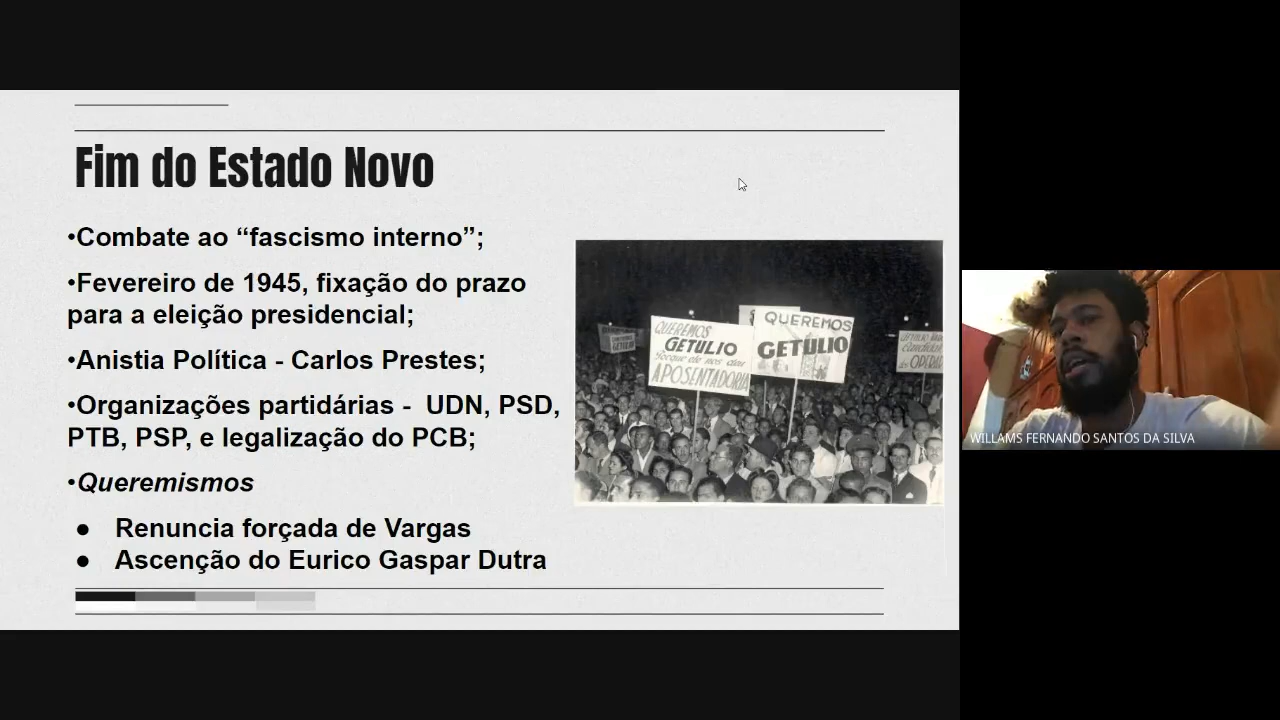 Fim do Estado Novo
•Combate ao “fascismo interno”;
•Fevereiro de 1945, fixação do prazo
para a eleição presidencial;
•Anistia Política - Carlos Prestes;
•Organizações partidárias - UDN, PSD,
PTB, PSP, e legalização do PCB;
•Queremismos
● Renuncia forçada de Vargas
● Ascenção do Eurico Gaspar Dutra
QUEREMOS
GETULIO
APOSENTADORIA
QUEREMOS
GETULIO
WILLAMS FERNANDO SANTOS DA SILVA